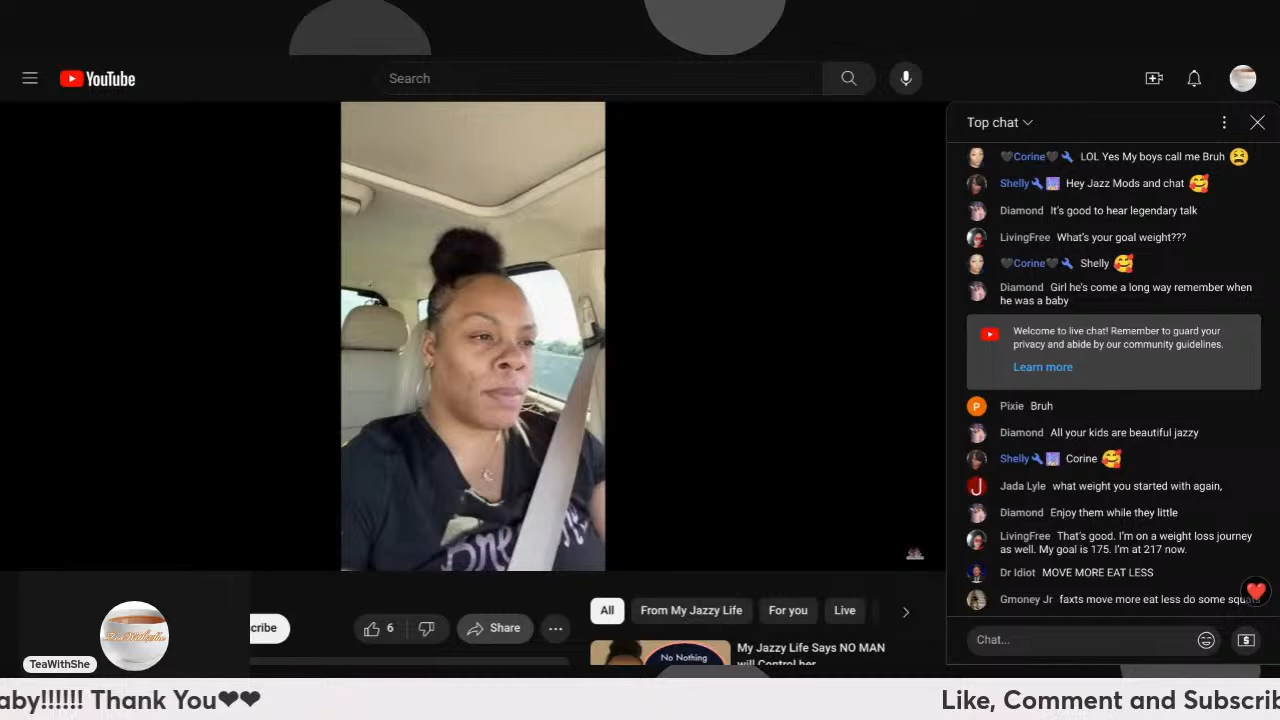 YouTube
Search
Top chat
🖤Corine🖤 LOL Yes My boys call me Bruh 😫
Shelly Hey Jazz Mods and chat 🥰
Diamond It's good to hear legendary talk
LivingFree What's your goal weight???
🖤Corine🖤 Shelly 🥰
Diamond Girl he's come a long way remember when
he was a baby
Welcome to live chat! Remember to guard your
privacy and abide by our community guidelines.
Learn more
P Pixie Bruh
Diamond All your kids are beautiful jazzy
Shelly Corine 🥰
J Jada Lyle what weight you started with again,
Diamond Enjoy them while they little
LivingFree That's good. I'm on a weight loss journey
as well. My goal is 175. I'm at 217 now.
Dr Idiot MOVE MORE EAT LESS
Gmoney Jr faxts move more eat less do some squats
Chat...
TeaWithShe
TeaWithShe
cribe
6
Share
All
From My Jazzy Life
For you
Live
No Nothing
My Jazzy Life Says NO MAN
will Control her
aby!!!!!! Thank You❤❤
Like, Comment and Subscrib